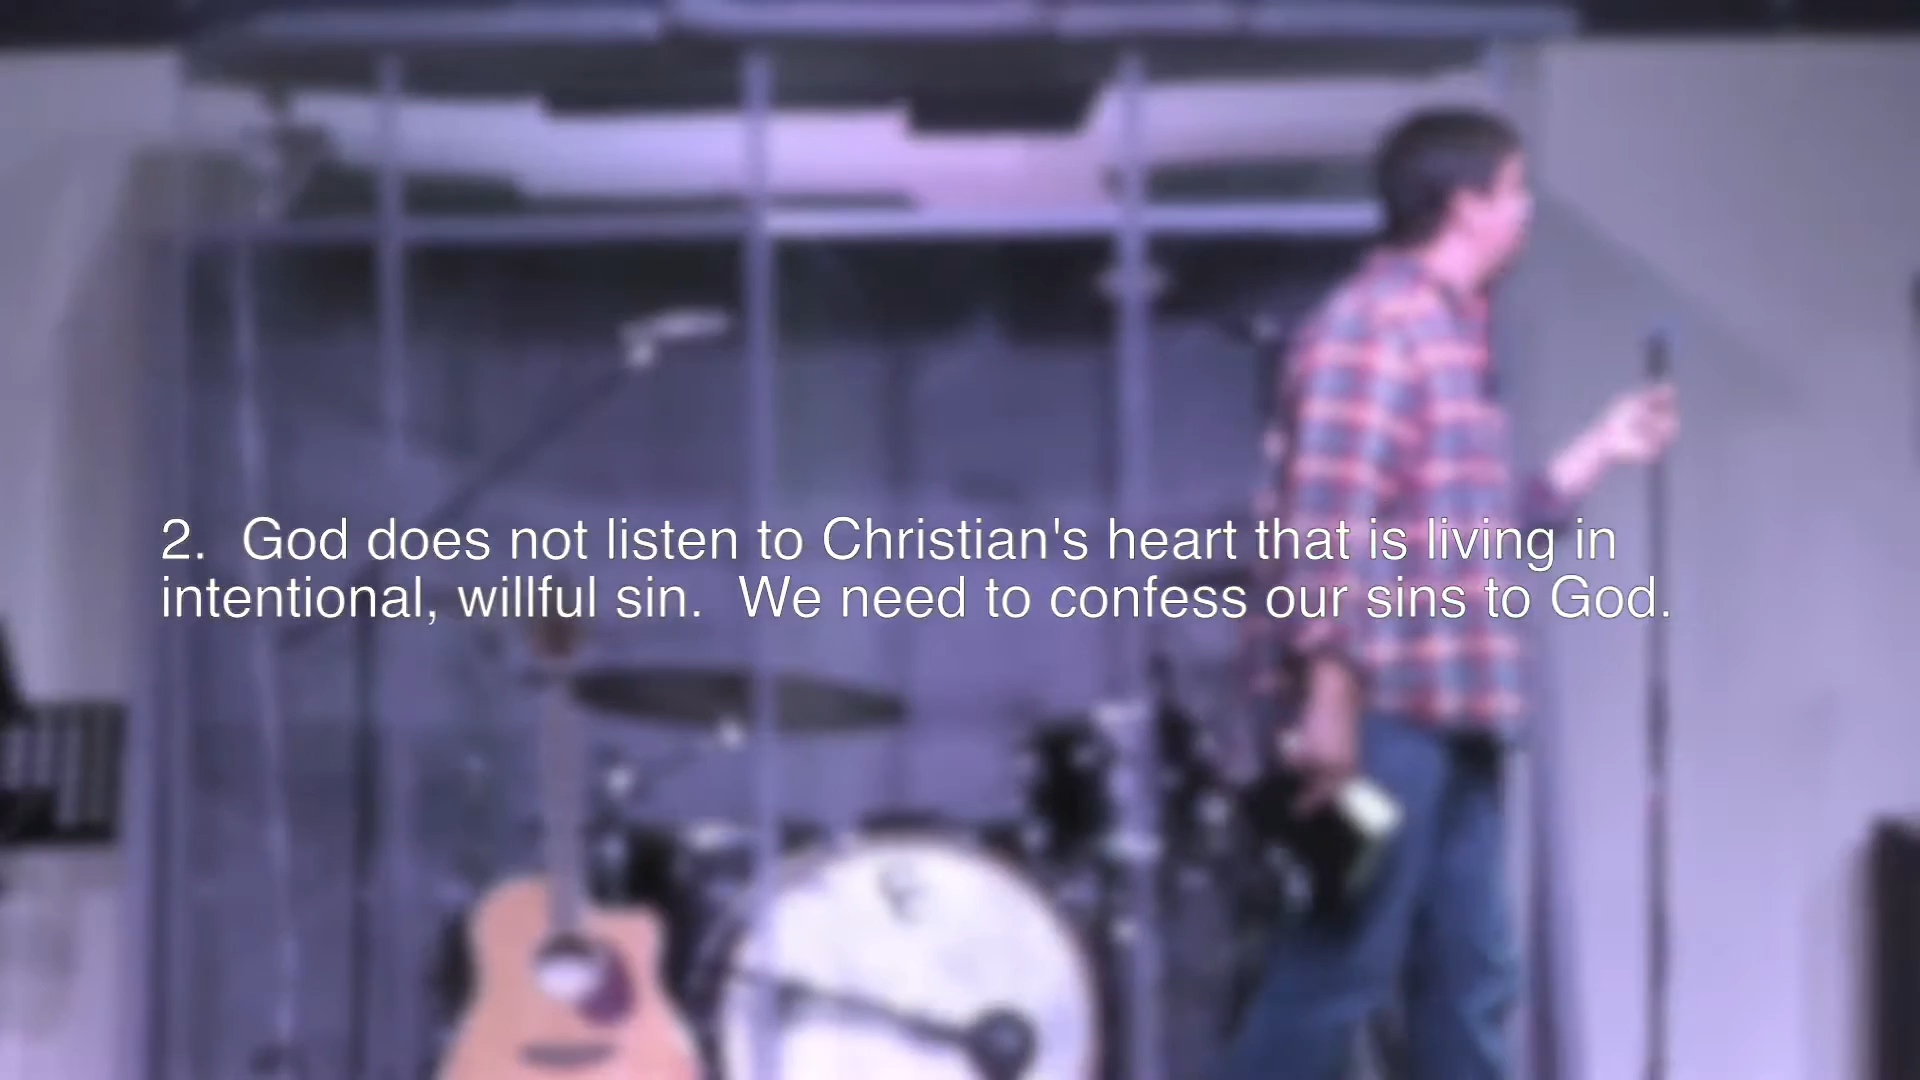 2.  God does not listen to Christian's heart that is living in
intentional, willful sin.  We need to confess our sins to God.